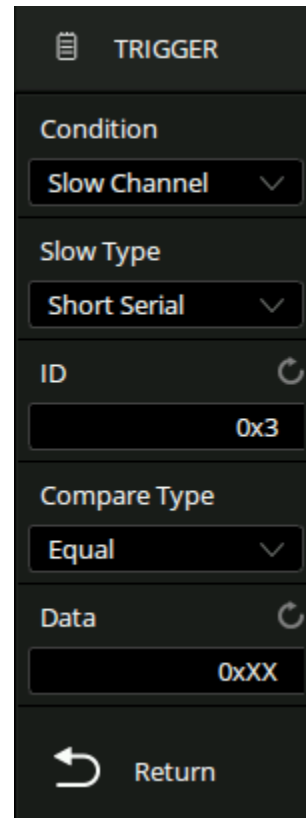 TRIGGER
Condition
Slow Channel
Slow Type
Short Serial
ID
0x3
Compare Type
Equal
Data
0xXX
Return